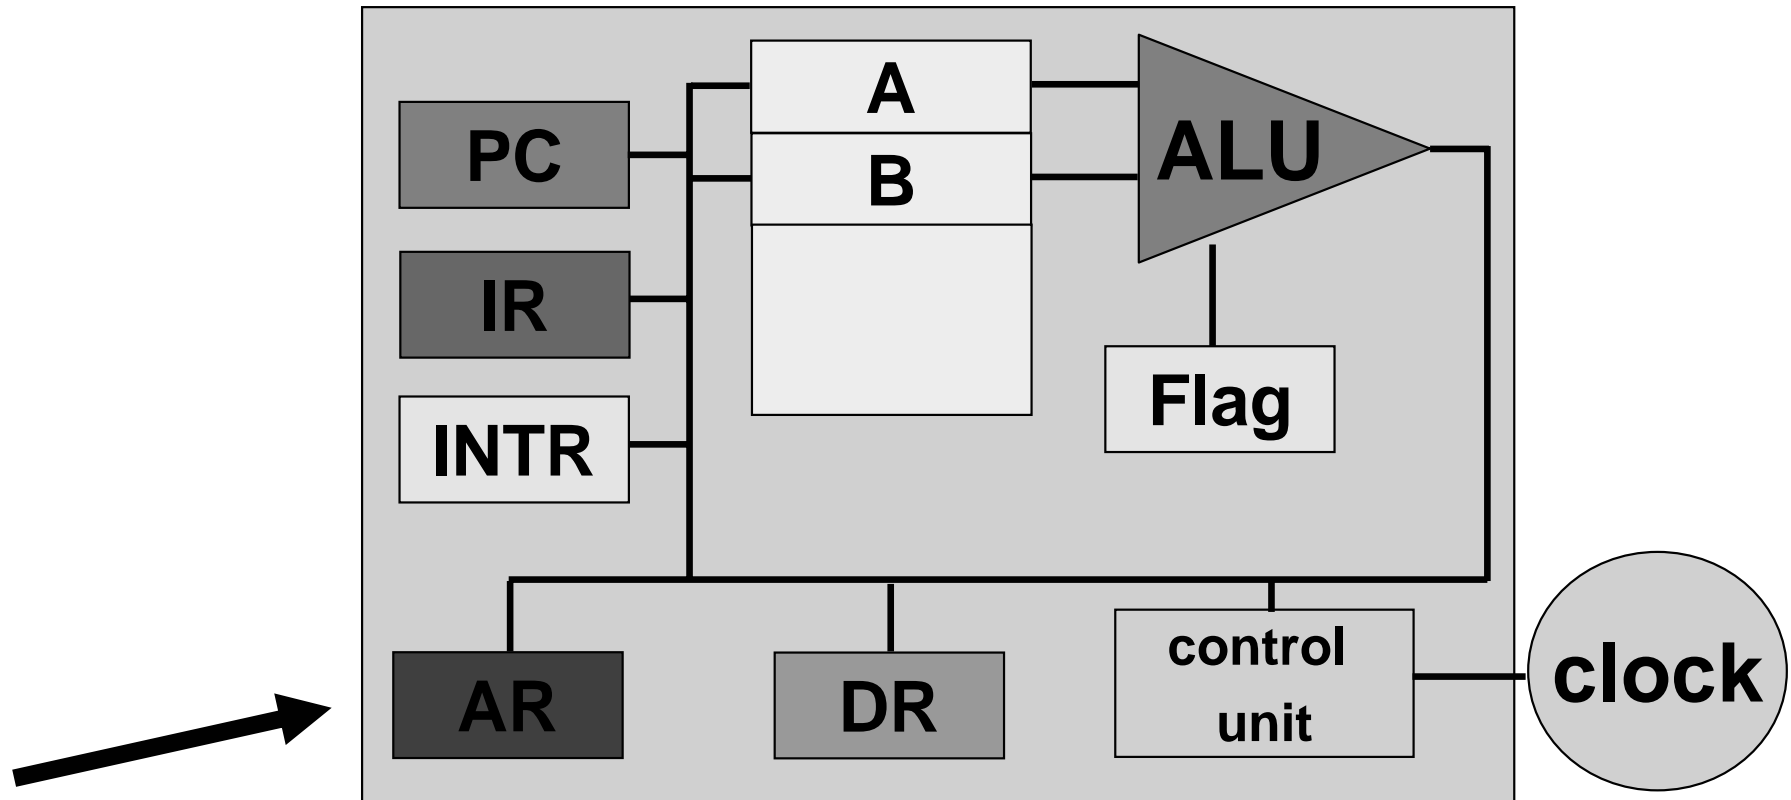 A
PC
ALU
B
IR
Flag
INTR
control
unit
clock
AR
DR